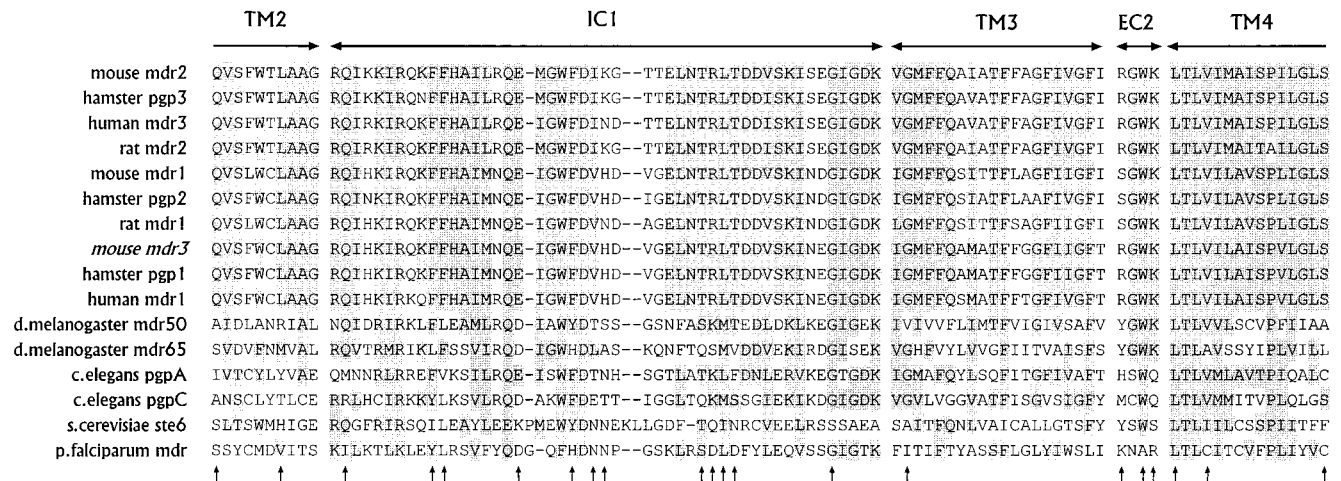 TM2 IC1 TM3 EC2 TM4
mouse mdr2 QVSFWTLAAG RQIKKIRQKFFHAILRQE-MGWFDIKG--TTELNTRLTDDVSKISEGIGDK VGMFFQAIATFFAGFIVGFI RGWK LTLVIMAISPILGLS
hamster pgp3 QVSFWTLAAG RQIKKIRQNFFHAILRQE-MGWFDIKG--TTELNTRLTDDISKISEGIGDK VGMFFQAVATFFAGFIVGFI RGWK LTLVIMAISPILGLS
human mdr3 QVSFWTLAAG RQIRKIRQKFFHAILRQE-IGWFDIND--TTELNTRLTDDISKISEGIGDK VGMFFQAVATFFAGFIVGFI RGWK LTLVIMAISPILGLS
rat mdr2 QVSFWTLAAG RQIKKIRQKFFHAILRQE-MGWFDIKG--TTELNTRLTDDISKISEGIGDK VGMFFQAIATFFAGFIVGFI RGWK LTLVIMAITAILGLS
mouse mdr1 QVSLWCLAAG RQIHKIRQKFFHAIMNQE-IGWFDVHD--VGELNTRLTDDVSKINDGIGDK IGMFFQSITTFLAGFIIGFI SGWK LTLVILAVSPLIGLS
hamster pgp2 QVSFWCLAAG RQINKIRQKFFHAIMNQE-IGWFDVHD--IGELNTRLTDDVSKINDGIGDK IGMFFQSIATFLAAFIVGFI SGWK LTLVILAVSPLIGLS
rat mdr1 QVSLWCLAAG RQIHKIRQKFFHAIMNQE-IGWFDVND--AGELNTRLTDDVSKINDGIGDK LGMFFQSITTFSAGFIIGFI SGWK LTLVILAVSPLIGLS
mouse mdr3 QVSFWCLAAG RQIHKIRQKFFHAIMNQE-IGWFDVHD--VGELNTRLTDDVSKINEGIGDK IGMFFQAMATFFGGFIIGFT RGWK LTLVILAISPVLGLS
hamster pgp1 QVSFWCLAAG RQIHKIRQKFFHAIMNQE-IGWFDVHD--VGELNTRLTDDVSKINEGIGDK IGMFFQAMATFFGGFIIGFT RGWK LTLVILAISPVLGLS
human mdr1 QVSFWCLAAG RQIHKIRKQFFHAIMRQE-IGWFDVHD--VGELNTRLTDDVSKINEGIGDK IGMFFQSMATFFTGFIVGFT RGWK LTLVILAISPVLGLS
d.melanogaster mdr50 AIDLANRIAL NQIDRIRKLFLEAMLRQD-IAWYDTSS--GSNFASKMTEDLDKLKEGIGEK IVIVVFLIMTFVIGIVSAFV YGWK LTLVVLSCVPFIIAA
d.melanogaster mdr65 SVDVFNMVAL RQVTRMRIKLFSSVIRQD-IGWHDLAS--KQNFTQSMVDDVEKIRDGISEK VGHFVYLVVGFIITVAISFS YGWK LTLAVSSYIPLVILL
c.elegans pgpA IVTCYLYVAE QMNNRLRREFVKSILRQE-ISWFDTNH--SGTLATKLFDNLERVKEGTGDK IGMAFQYLSQFITGFIVAFT HSWQ LTLVMLAVTPIQALC
c.elegans pgpC ANSCLYTLCE RRLHCIRKKYLKSVLRQD-AKWFDETT--IGGLTQKMSSGIEKIKDGIGDK VGVLVGGVATFISGVSIGFY MCWQ LTLVMMITVPLQLGS
s.cerevisiae ste6 SLTSWMHIGE RQGFRIRSQILEAYLEEKPMEWYDNNEKLLGDF-TQINRCVEELRSSSAEA SAITFQNLVAICALLGTSFY YSWS LTLIILCSSPIITFF
p.falciparum mdr SSYCMDVITS KILKTLKLEYLRSVFYQDG-QFHDNNP--GSKLRSDLDFYLEQVSSGIGTK FITIFTYASSFLGLYIWSLI KNAR LTLCITCVFPLIYVC